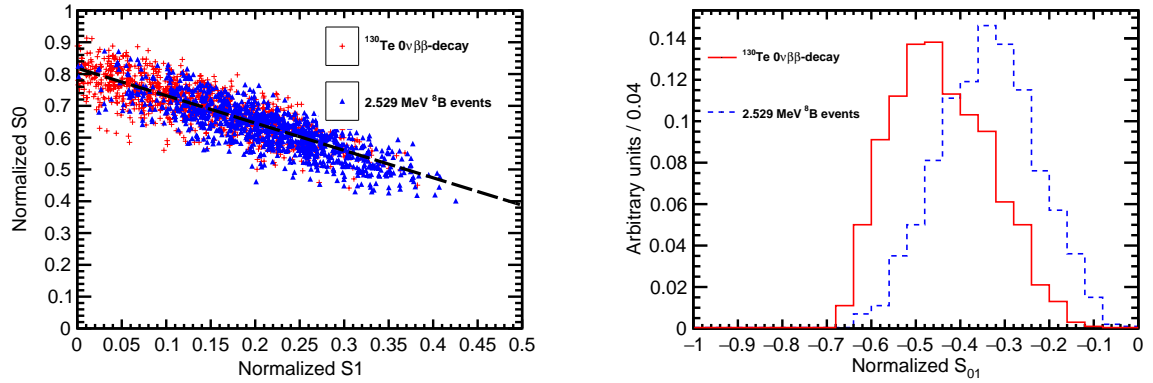 1
0.9
0.8
0.7
0.6
0.5
0.4
0.3
0.2
0.1
0
Normalized S0
¹³⁰Te 0νββ-decay
2.529 MeV ⁸B events
0 0.05 0.1 0.15 0.2 0.25 0.3 0.35 0.4 0.45 0.5
Normalized S1
0.14
0.12
0.1
0.08
0.06
0.04
0.02
0
Arbitrary units / 0.04
¹³⁰Te 0νββ-decay
2.529 MeV ⁸B events
−1 −0.9 −0.8 −0.7 −0.6 −0.5 −0.4 −0.3 −0.2 −0.1 0
Normalized S₀₁